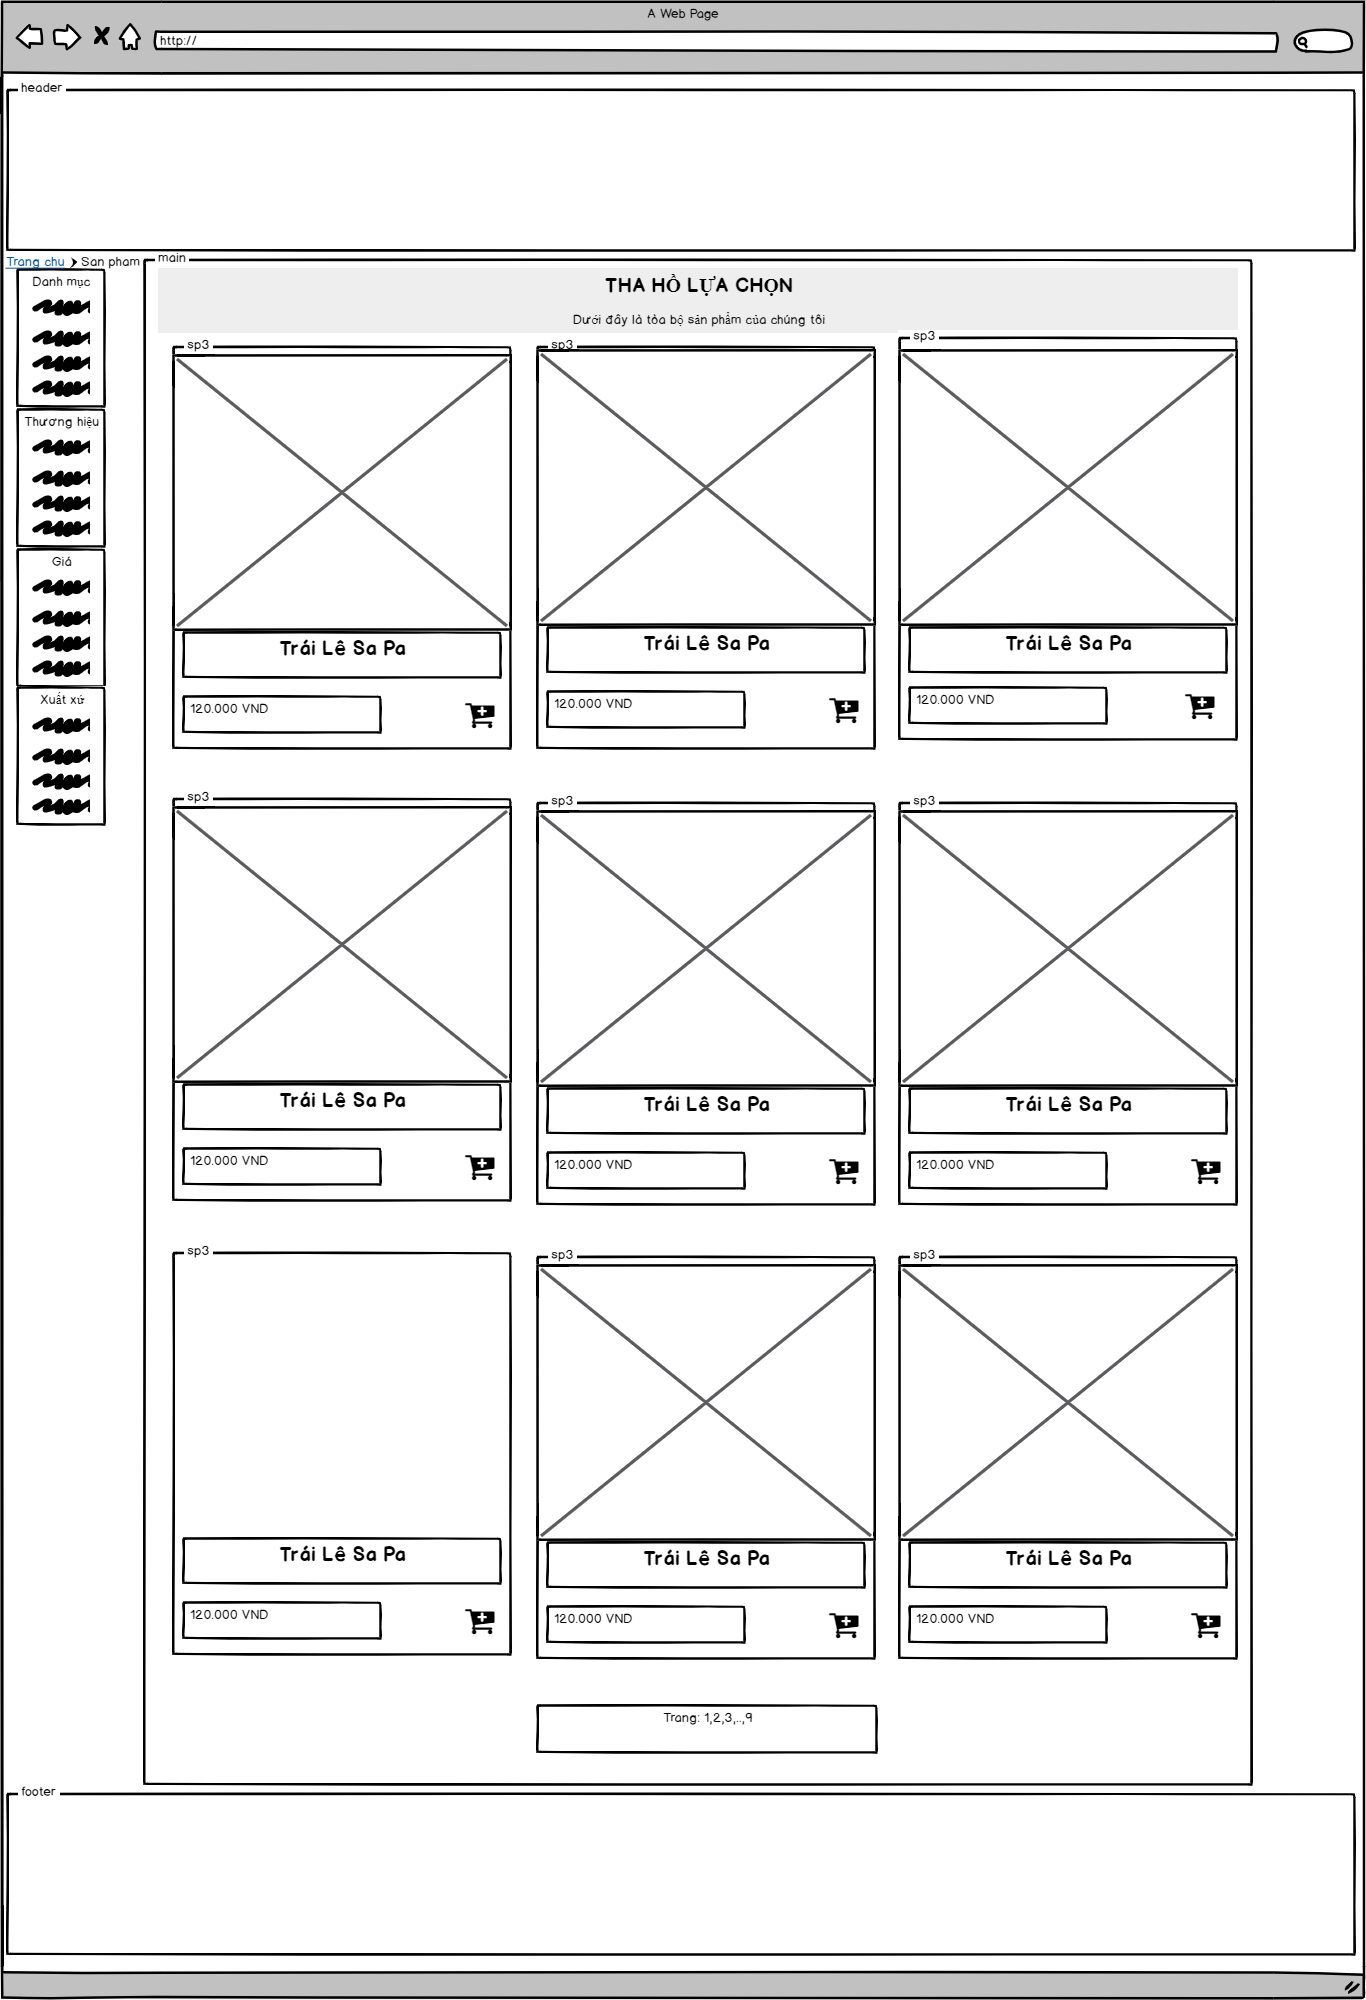 A Web Page
http://
header
Trang chu
San pham
main
Danh mục
Thương hiệu
Giá
Xuất xứ
THA HỒ LỰA CHỌN
Dưới đây là tòa bộ sản phẩm của chúng tôi
sp3
Trái Lê Sa Pa
120.000 VND
sp3
Trái Lê Sa Pa
120.000 VND
sp3
Trái Lê Sa Pa
120.000 VND
sp3
Trái Lê Sa Pa
120.000 VND
sp3
Trái Lê Sa Pa
120.000 VND
sp3
Trái Lê Sa Pa
120.000 VND
sp3
Trái Lê Sa Pa
120.000 VND
sp3
Trái Lê Sa Pa
120.000 VND
sp3
Trái Lê Sa Pa
120.000 VND
Trang: 1,2,3,..,9
footer